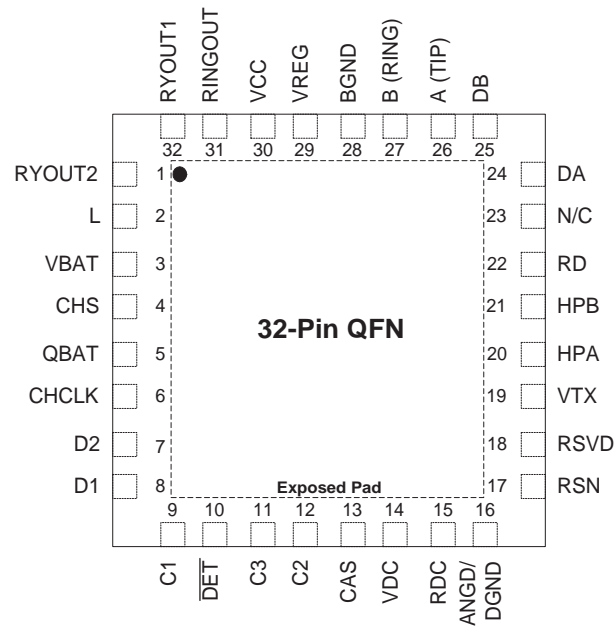 RYOUT1
RINGOUT
VCC
VREG
BGND
B (RING)
A (TIP)
DB
32 31 30 29 28 27 26 25
RYOUT2 1 24 DA
L 2 23 N/C
VBAT 3 22 RD
CHS 4 21 HPB
32-Pin QFN
QBAT 5 20 HPA
CHCLK 6 19 VTX
D2 7 18 RSVD
D1 8 17 RSN
Exposed Pad
9 10 11 12 13 14 15 16
C1
DET
C3
C2
CAS
VDC
RDC
ANGD/
DGND